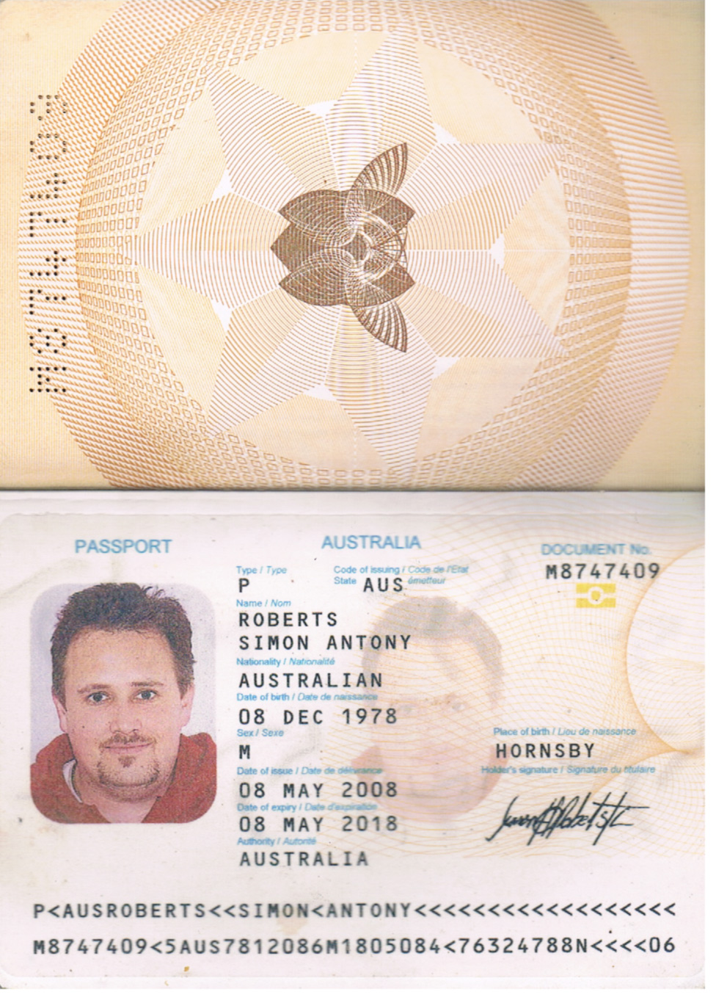 M8747409
PASSPORT
AUSTRALIA
DOCUMENT No.
Type / Type
Code of issuing / Code de l'Etat
State émetteur
P
AUS
M8747409
Name / Nom
ROBERTS
SIMON ANTONY
Nationality / Nationalité
AUSTRALIAN
Date of birth / Date de naissance
08 DEC 1978
Sex / Sexe
Place of birth / Lieu de naissance
M
HORNSBY
Date of issue / Date de délivrance
Holder's signature / Signature du titulaire
08 MAY 2008
Date of expiry / Date d'expiration
08 MAY 2018
Authority / Autorité
AUSTRALIA
P<AUSROBERTS<<SIMON<ANTONY<<<<<<<<<<<<<<<<<<
M8747409<5AUS7812086M1805084<76324788N<<<<06